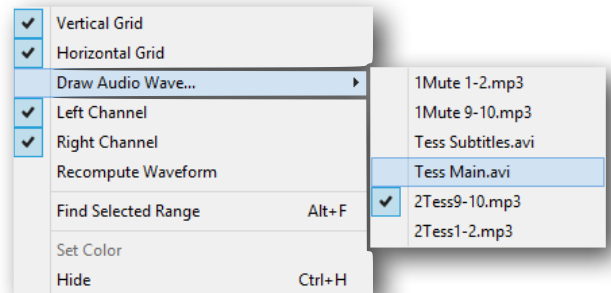 Vertical Grid
Horizontal Grid
Draw Audio Wave...
Left Channel
Right Channel
Recompute Waveform
Find Selected Range Alt+F
Set Color
Hide Ctrl+H
1Mute 1-2.mp3
1Mute 9-10.mp3
Tess Subtitles.avi
Tess Main.avi
2Tess9-10.mp3
2Tess1-2.mp3